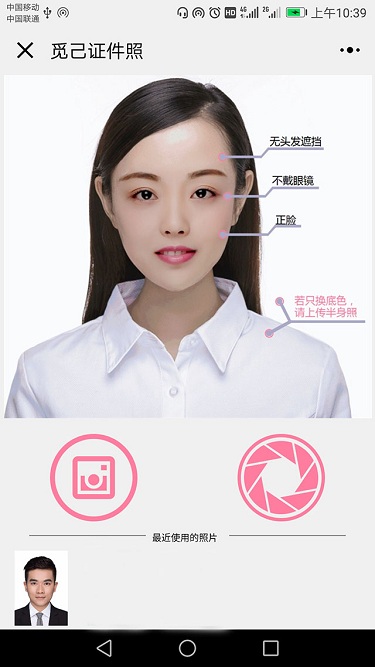 中国移动
中国联通
HD 4G 2G 上午10:39
觅己证件照
无头发遮挡
不戴眼镜
正脸
若只换底色，
请上传半身照
最近使用的照片